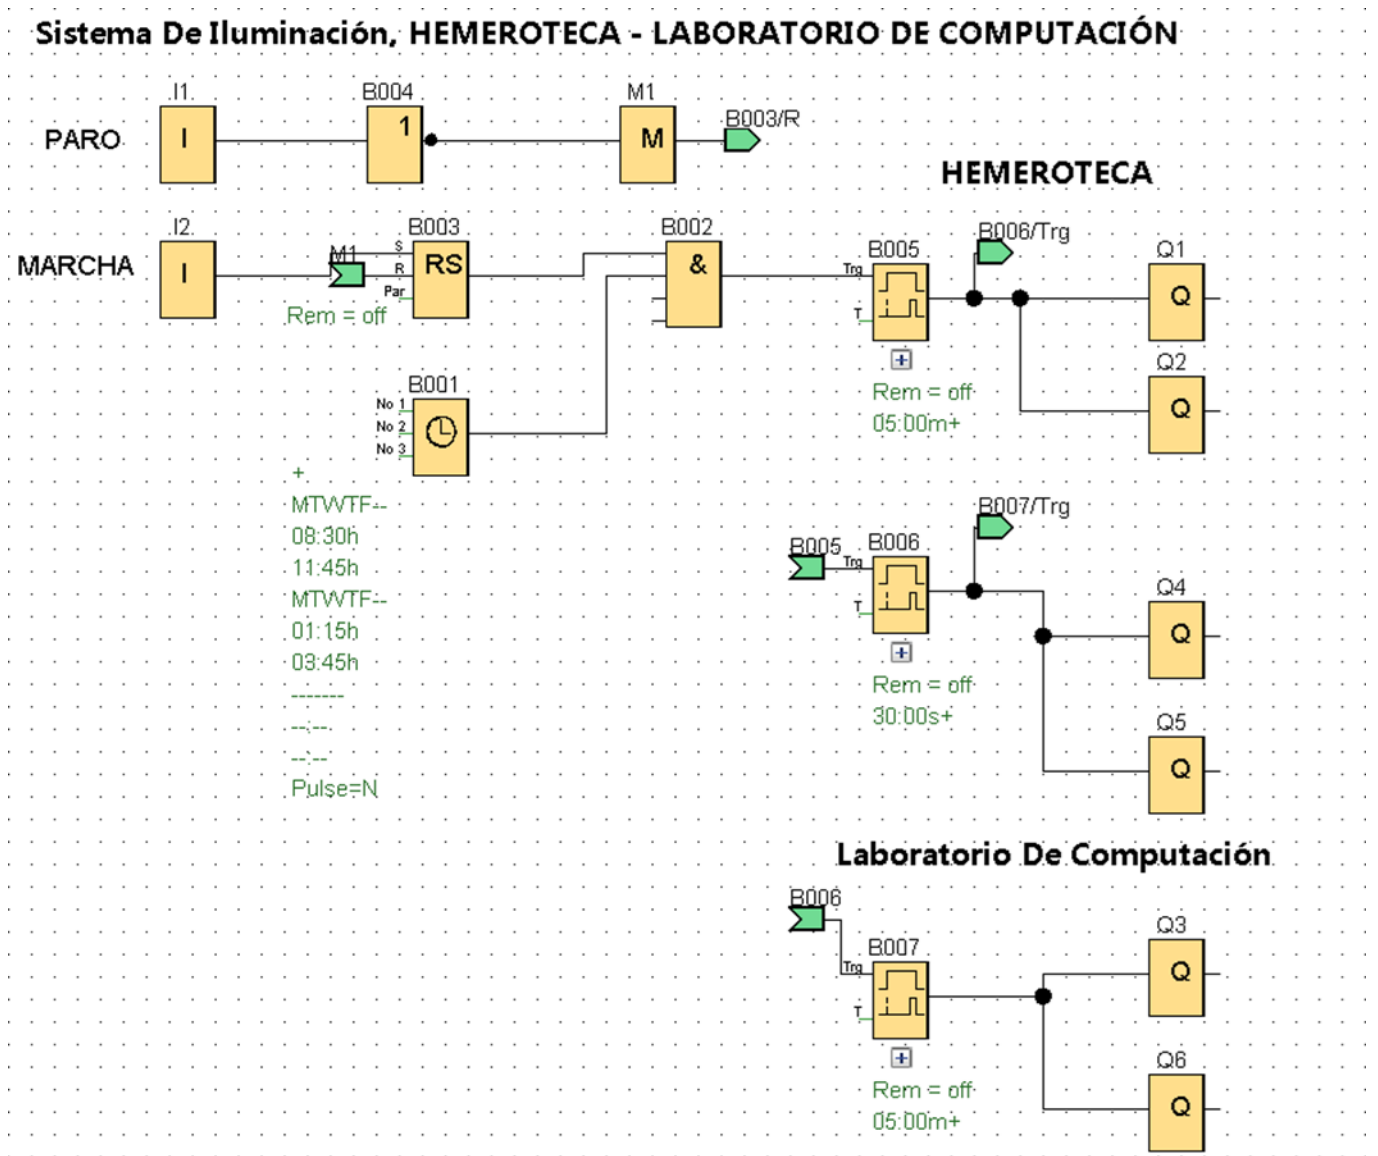 Sistema De Iluminación, HEMEROTECA - LABORATORIO DE COMPUTACIÓN
I1
B004
M1
B003/R
PARO
I
1
M
HEMEROTECA
I2
B003
B002
B005
B006/Trg
Q1
MARCHA
I
M1
S
R
Par
RS
&
Trg
T
Q
Rem = off
Q2
Q
Rem = off
05:00m+
B001
No 1
No 2
No 3
+
MTWTF--
08:30h
11:45h
MTWTF--
01:15h
03:45h
-------
--:--
--:--
Pulse=N
B007/Trg
B005
B006
Trg
T
Q4
Q
Rem = off
30:00s+
Q5
Q
Laboratorio De Computación
B006
B007
Trg
T
Q3
Q
Rem = off
05:00m+
Q6
Q